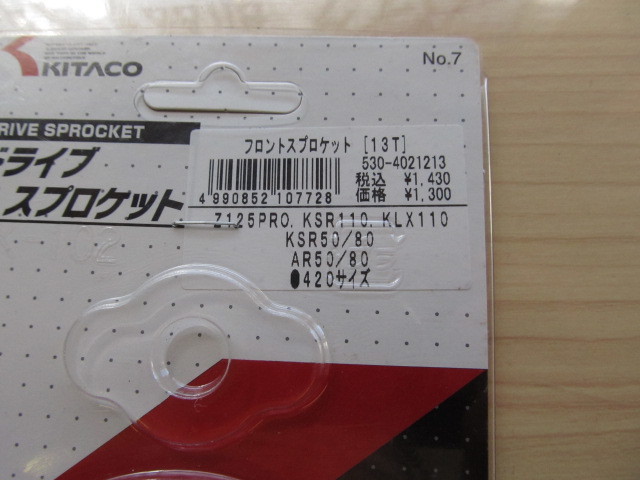 KITACO
No.7
RIVE SPROCKET
ドライブ
スプロケット
フロントスプロケット [13T]
530-4021213
税込 ¥1,430
価格 ¥1,300
4 990852 107728
Z125PRO. KSR110. KLX110
KSR50/80
AR50/80
●420サイズ